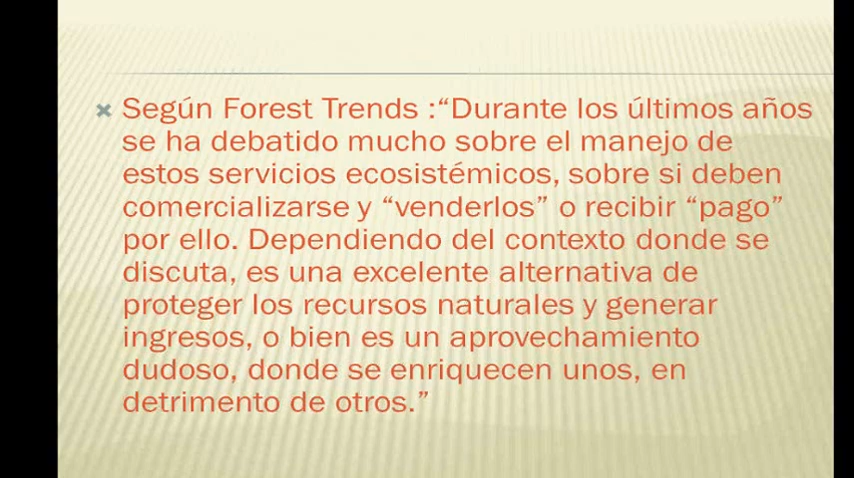 Según Forest Trends :“Durante los últimos años
se ha debatido mucho sobre el manejo de
estos servicios ecosistémicos, sobre si deben
comercializarse y “venderlos” o recibir “pago”
por ello. Dependiendo del contexto donde se
discuta, es una excelente alternativa de
proteger los recursos naturales y generar
ingresos, o bien es un aprovechamiento
dudoso, donde se enriquecen unos, en
detrimento de otros.”